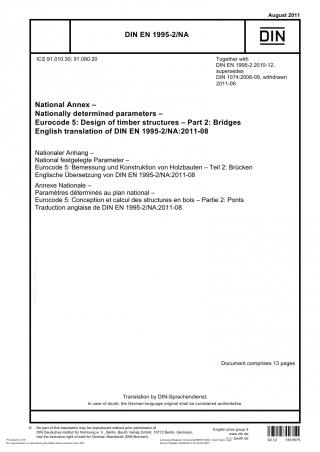 August 2011
DIN EN 1995-2/NA
DIN
ICS 91.010.30; 91.080.20
Together with
DIN EN 1995-2:2010-12,
supersedes
DIN 1074:2006-09, withdrawn
2011-06
National Annex –
Nationally determined parameters –
Eurocode 5: Design of timber structures – Part 2: Bridges
English translation of DIN EN 1995-2/NA:2011-08
Nationaler Anhang –
National festgelegte Parameter –
Eurocode 5: Bemessung und Konstruktion von Holzbauten – Teil 2: Brücken
Englische Übersetzung von DIN EN 1995-2/NA:2011-08
Annexe Nationale –
Paramètres déterminés au plan national –
Eurocode 5: Conception et calcul des structures en bois – Partie 2: Ponts
Traduction anglaise de DIN EN 1995-2/NA:2011-08
Document comprises 13 pages
Translation by DIN-Sprachendienst.
In case of doubt, the German-language original shall be considered authoritative.
© No part of this translation may be reproduced without prior permission of
DIN Deutsches Institut für Normung e. V., Berlin. Beuth Verlag GmbH, 10772 Berlin, Germany,
has the exclusive right of sale for German Standards (DIN-Normen).
English price group 9
www.din.de
www.beuth.de